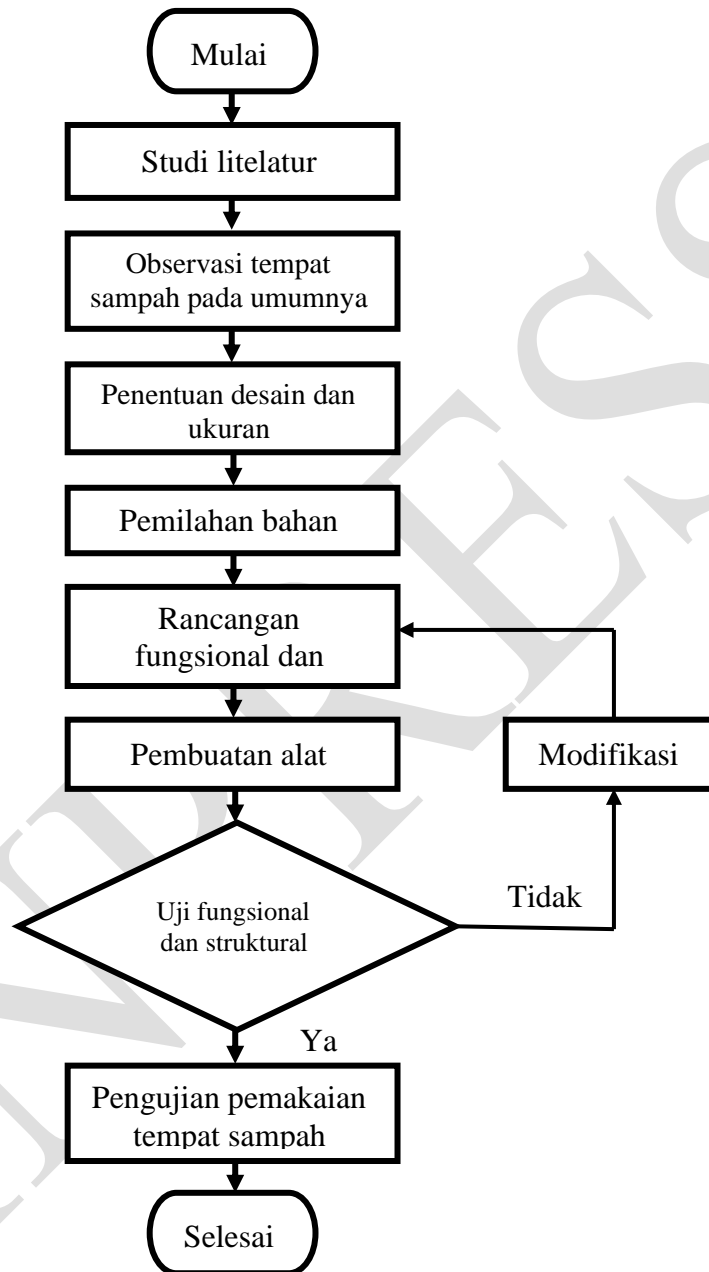 Mulai
Studi litelatur
Observasi tempat
sampah pada umumnya
Penentuan desain dan
ukuran
Pemilahan bahan
Rancangan
fungsional dan
Pembuatan alat
Modifikasi
Uji fungsional
dan struktural
Tidak
Ya
Pengujian pemakaian
tempat sampah
Selesai